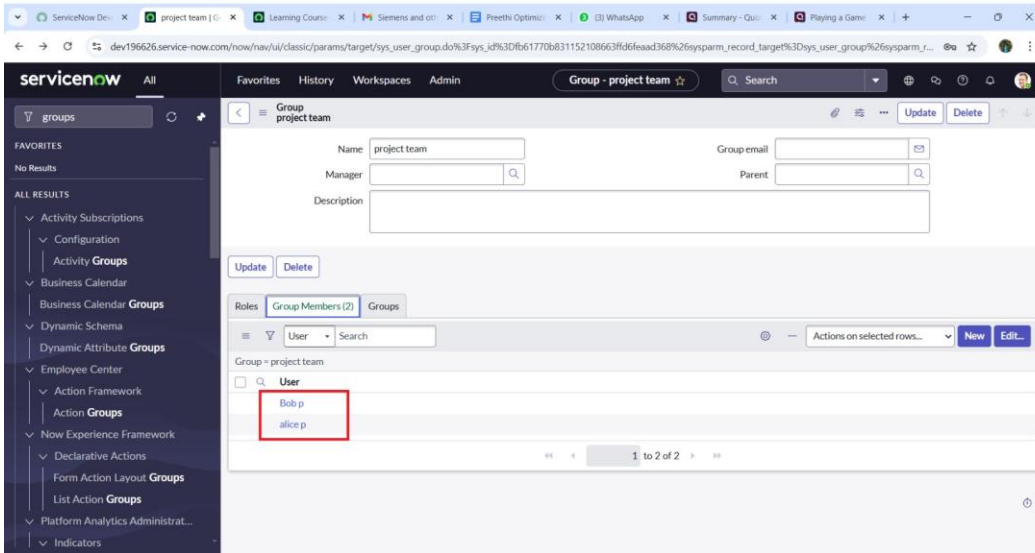 ServiceNow Dev
project team | G
Learning Course
Siemens and oth
Preethi Optimiz
(3) WhatsApp
Summary - Qui
Playing a Game
dev196626.service-now.com/now/nav/ui/classic/params/target/sys_user_group.do%3Fsys_id%3Dfb61770b831152108663ffd6feaad368%26sysparm_record_target%3Dsys_user_group%26sysparm_r...
servicenow All Favorites History Workspaces Admin Group - project team Search
groups
FAVORITES
No Results
ALL RESULTS
Activity Subscriptions
Configuration
Activity Groups
Business Calendar
Business Calendar Groups
Dynamic Schema
Dynamic Attribute Groups
Employee Center
Action Framework
Action Groups
Now Experience Framework
Declarative Actions
Form Action Layout Groups
List Action Groups
Platform Analytics Administrat...
Indicators
Group
project team
Update Delete
Name project team Group email
Manager Parent
Description
Update Delete
Roles Group Members (2) Groups
User Search Actions on selected rows... New Edit...
Group = project team
User
Bob p
alice p
1 to 2 of 2